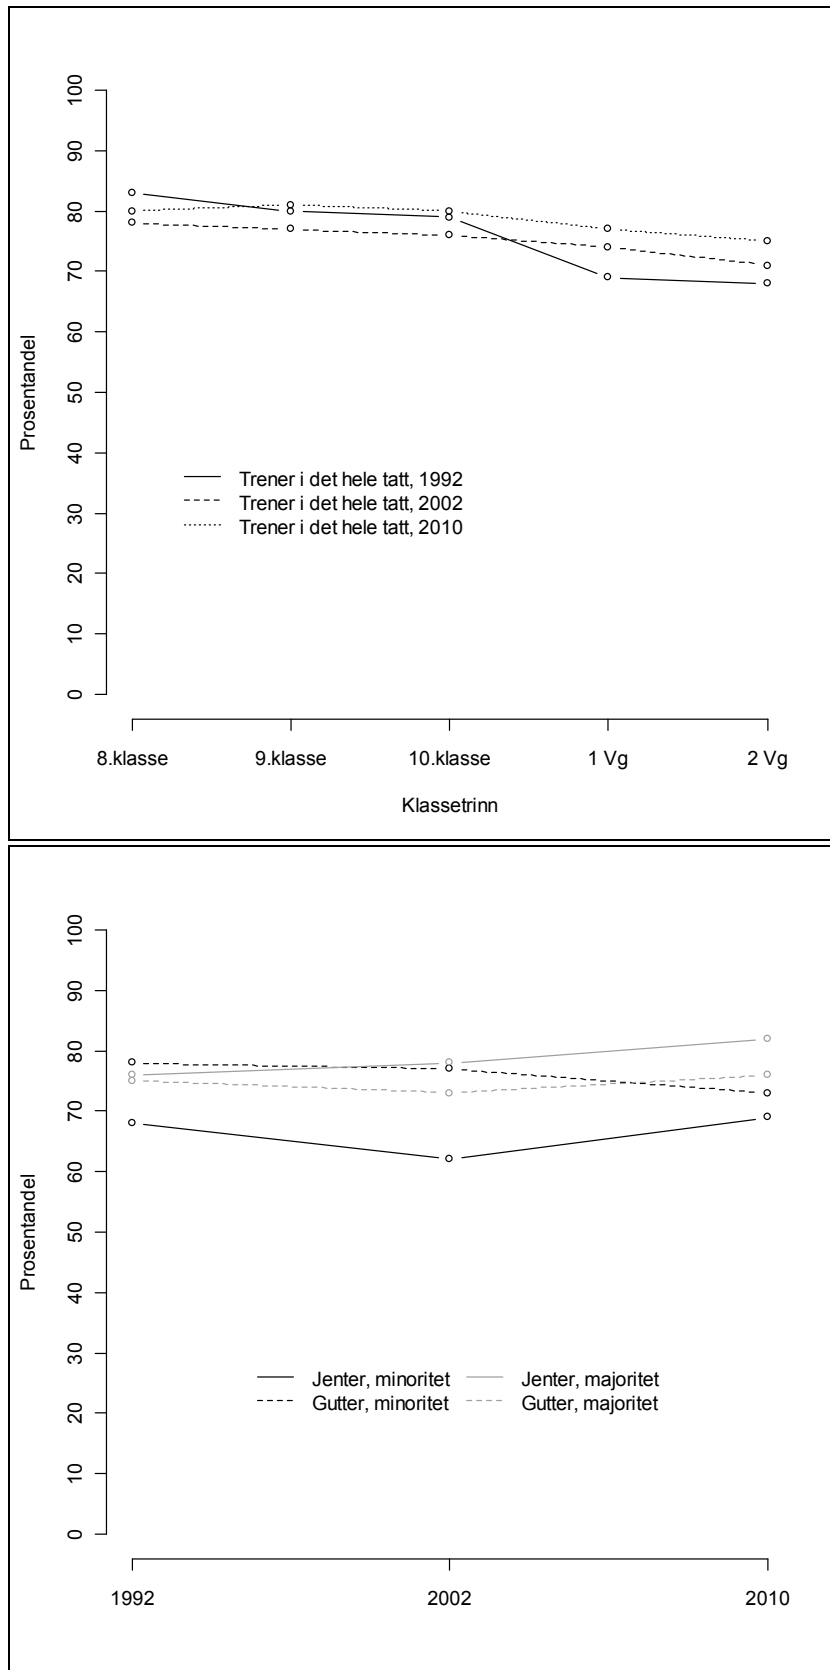 100
90
80
70
60
50
40
30
20
10
0
Prosentandel
Trener i det hele tatt, 1992
Trener i det hele tatt, 2002
Trener i det hele tatt, 2010
8.klasse 9.klasse 10.klasse 1 Vg 2 Vg
Klassetrinn
100
90
80
70
60
50
40
30
20
10
0
Prosentandel
Jenter, minoritet Jenter, majoritet
Gutter, minoritet Gutter, majoritet
1992 2002 2010